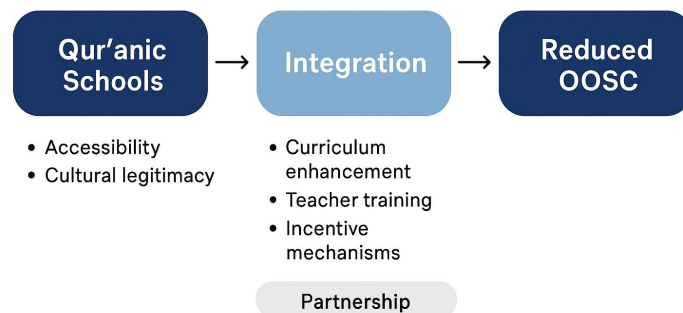 Qur’anic
Schools
Integration
Reduced
OOSC
• Accessibility
• Cultural legitimacy
• Curriculum
enhancement
• Teacher training
• Incentive
mechanisms
Partnership